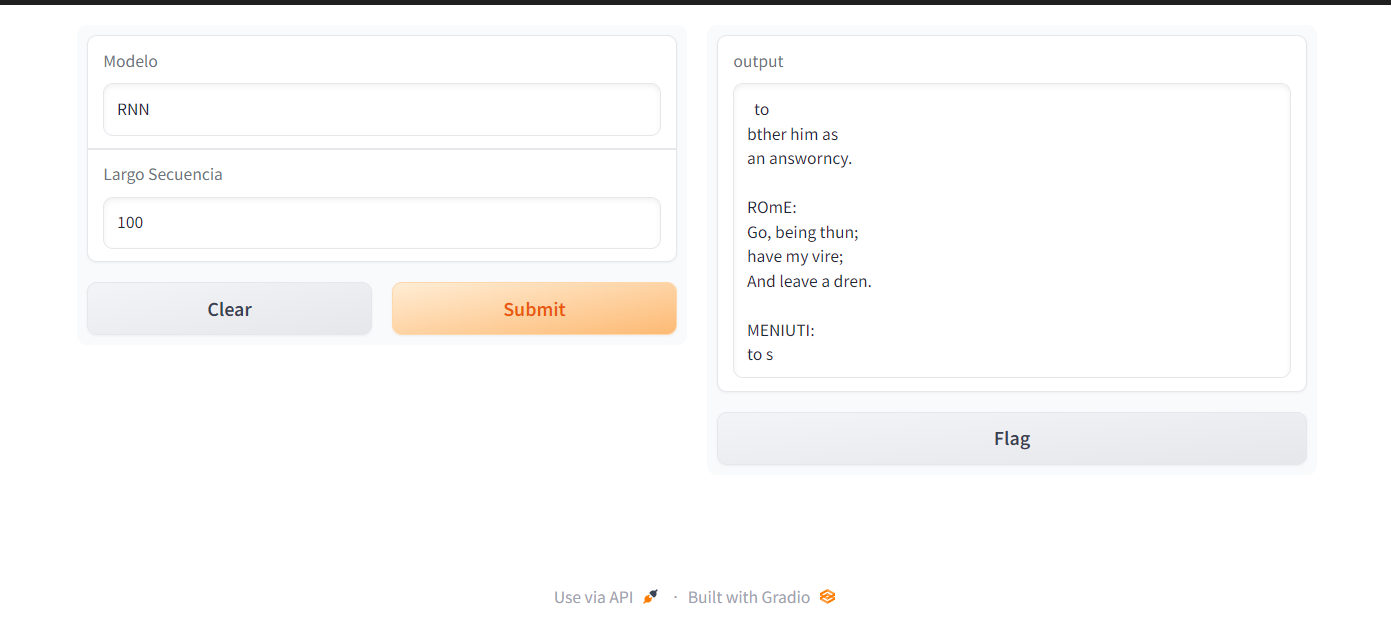 Modelo
RNN
Largo Secuencia
100
Clear
Submit
output
to
bther him as
an answorncy.
ROmE:
Go, being thun;
have my vire;
And leave a dren.
MENIUTI:
to s
Flag
Use via API · Built with Gradio